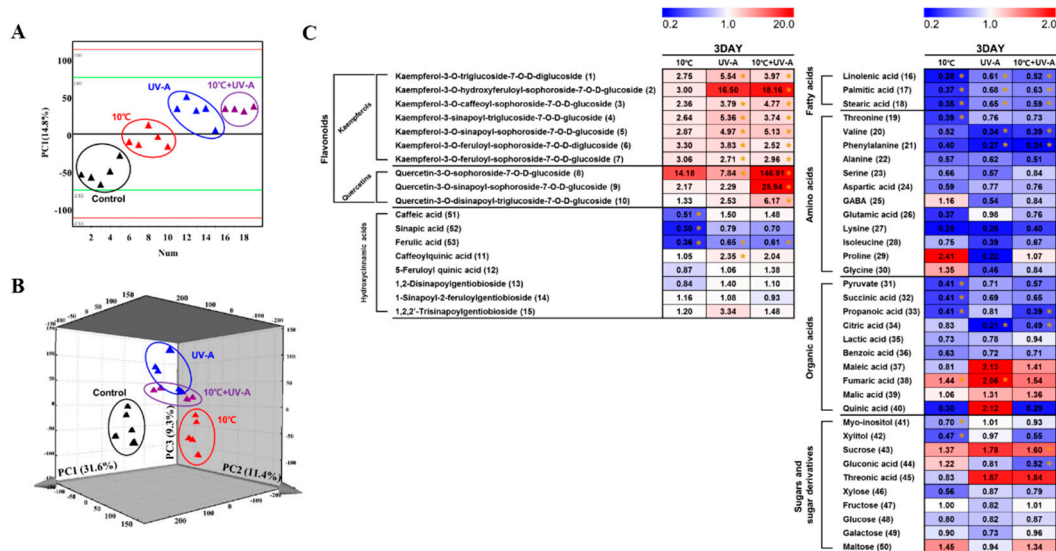 A
PC1(14.8%)
100
50
0
-50
-100
UV-A
10℃+UV-A
10℃
Control
2 4 6 8 10 12 14 16 18
Num
B
UV-A
10℃+UV-A
Control
10℃
PC1 (31.6%)
PC3 (9.3%)
PC2 (11.4%)
C
1.0 5.0 20.0
3DAY
10℃ UV-A 10℃+UV-A
Flavonoids
Kaempferols
Kaempferol-3-O-triglucoside-7-O-D-diglucoside (1) 2.75 5.54 3.97
Kaempferol-3-O-hydroxyferuloyl-sophoroside-7-O-D-glucoside (2) 3.00 16.50 18.16
Kaempferol-3-O-caffeoyl-sophoroside-7-O-D-glucoside (3) 2.36 3.79 4.77
Kaempferol-3-sinapoyl-triglucoside-7-O-D-glucoside (4) 2.64 5.36 3.74
Kaempferol-3-O-sinapoyl-sophoroside-7-O-D-glucoside (5) 2.87 4.97 5.13
Kaempferol-3-O-feruloyl-sophoroside-7-O-D-diglucoside (6) 3.30 3.83 2.52
Kaempferol-3-O-feruloyl-sophoroside-7-O-D-glucoside (7) 3.06 2.71 2.96
Quercetins
Quercetin-3-O-sophoroside-7-O-D-glucoside (8) 14.18 7.84 146.91
Quercetin-3-O-sinapoyl-sophoroside-7-O-D-glucoside (9) 2.17 2.29 25.94
Quercetin-3-O-disinapoyl-triglucoside-7-O-D-glucoside (10) 1.33 2.53 6.17
Hydroxycinnamic acids
Caffeic acid (51) 0.51 1.50 1.48
Sinapic acid (52) 0.30 0.79 0.70
Ferulic acid (53) 0.36 0.65 0.61
Caffeoylquinic acid (11) 1.05 2.35 2.04
5-Feruloyl quinic acid (12) 0.87 1.06 1.38
1,2-Disinapoylgentiobioside (13) 0.84 1.40 1.10
1-Sinapoyl-2-feruloylgentiobioside (14) 1.16 1.08 0.93
1,2,2'-Trisinapoylgentiobioside (15) 1.20 3.34 1.48
0.2 1.0 2.0
3DAY
10℃ UV-A 10℃+UV-A
Fatty acids
Linolenic acid (16) 0.26 0.61 0.52
Palmitic acid (17) 0.37 0.68 0.63
Stearic acid (18) 0.35 0.65 0.59
Amino acids
Threonine (19) 0.39 0.76 0.73
Valine (20) 0.52 0.34 0.39
Phenylalanine (21) 0.40 0.27 0.24
Alanine (22) 0.57 0.62 0.51
Serine (23) 0.66 0.57 0.84
Aspartic acid (24) 0.59 0.77 0.76
GABA (25) 1.16 0.54 0.68
Glutamic acid (26) 0.37 0.98 0.76
Lysine (27) 0.26 0.28 0.40
Isoleucine (28) 0.75 0.39 0.67
Proline (29) 2.41 0.22 1.07
Glycine (30) 1.35 0.46 0.84
Organic acids
Pyruvate (31) 0.41 0.71 0.57
Succinic acid (32) 0.41 0.69 0.65
Propanoic acid (33) 0.41 0.81 0.39
Citric acid (34) 0.83 0.21 0.49
Lactic acid (35) 0.73 0.78 0.94
Benzoic acid (36) 0.63 0.72 0.71
Maleic acid (37) 0.81 2.13 1.41
Fumaric acid (38) 1.44 2.86 1.54
Malic acid (39) 1.06 1.31 1.36
Quinic acid (40) 0.30 2.12 0.29
Sugars and sugar derivatives
Myo-inositol (41) 0.70 1.01 0.93
Xylitol (42) 0.47 0.97 0.55
Sucrose (43) 1.37 1.78 1.60
Gluconic acid (44) 1.22 0.81 0.52
Threonic acid (45) 0.83 1.87 1.84
Xylose (46) 0.56 0.87 0.79
Fructose (47) 1.00 0.82 1.01
Glucose (48) 0.80 0.82 0.87
Galactose (49) 0.90 0.73 0.96
Maltose (50) 1.45 0.94 1.34